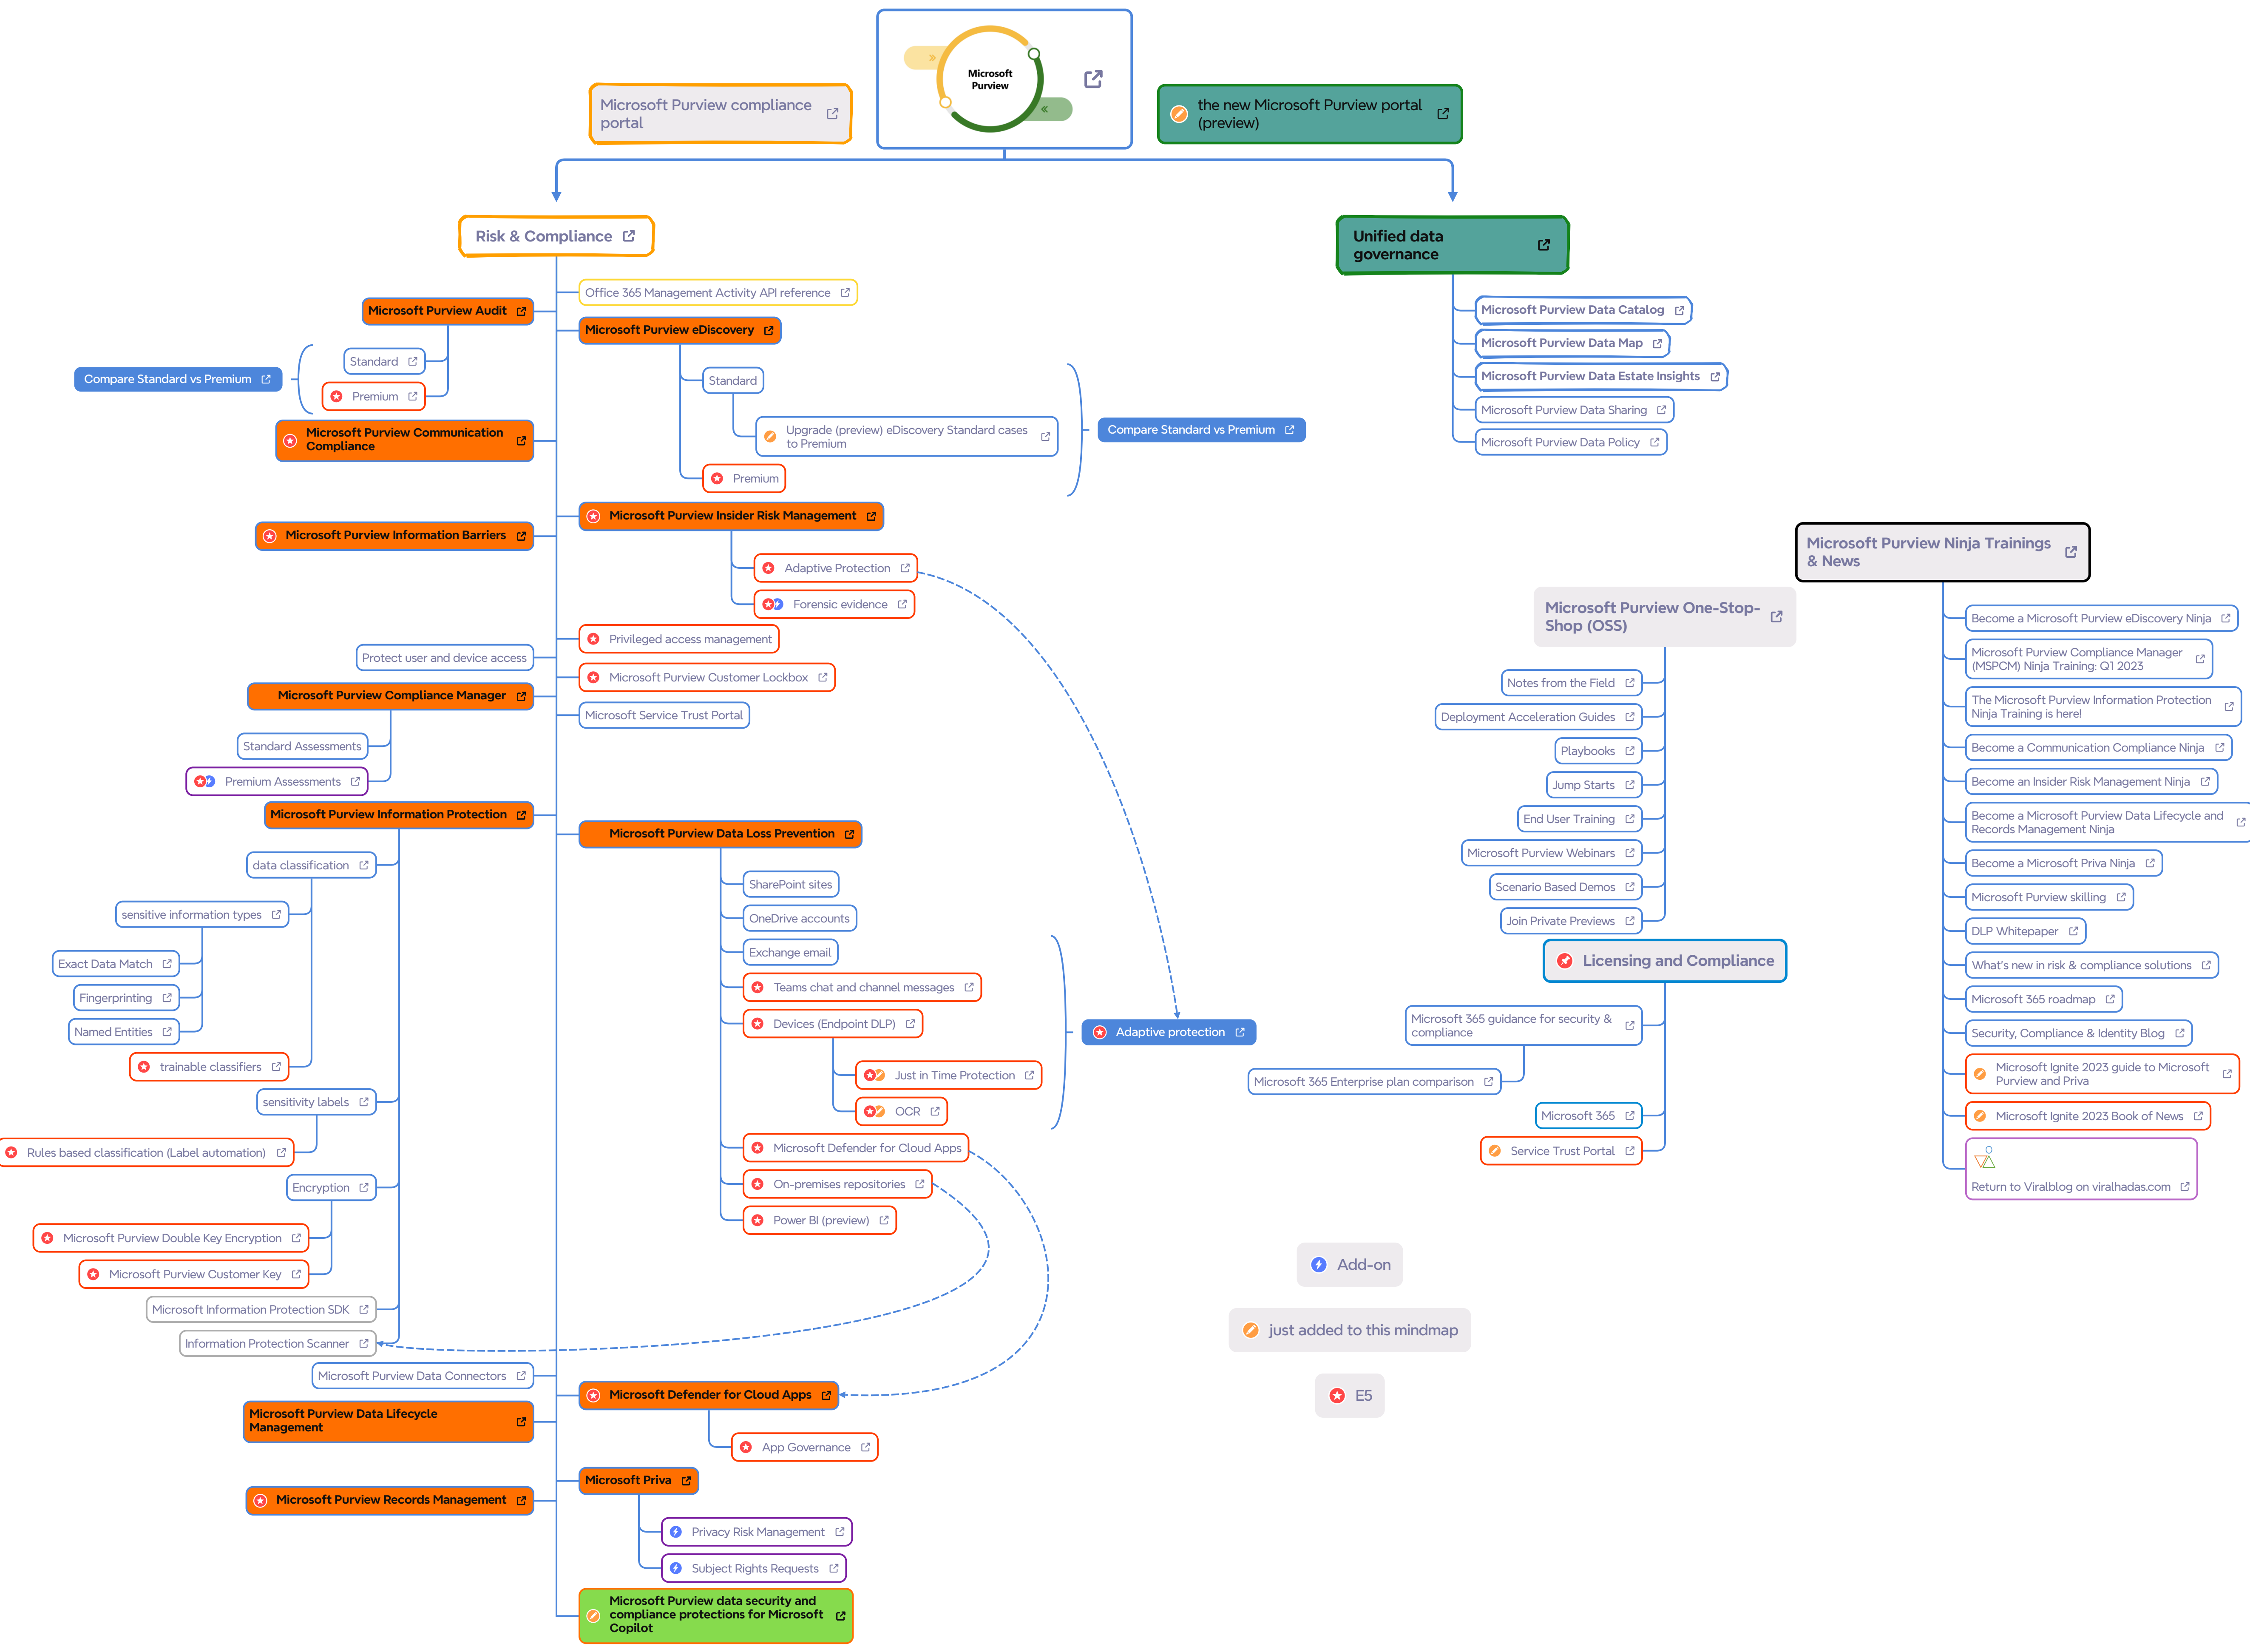 Microsoft
Purview
Microsoft Purview compliance
portal
the new Microsoft Purview portal
(preview)
Risk & Compliance
Office 365 Management Activity API reference
Microsoft Purview Audit
Standard
Premium
Compare Standard vs Premium
Microsoft Purview eDiscovery
Standard
Upgrade (preview) eDiscovery Standard cases
to Premium
Premium
Compare Standard vs Premium
Microsoft Purview Communication
Compliance
Microsoft Purview Insider Risk Management
Adaptive Protection
Forensic evidence
Microsoft Purview Information Barriers
Privileged access management
Protect user and device access
Microsoft Purview Customer Lockbox
Microsoft Purview Compliance Manager
Standard Assessments
Premium Assessments
Microsoft Service Trust Portal
Microsoft Purview Information Protection
data classification
sensitive information types
Exact Data Match
Fingerprinting
Named Entities
trainable classifiers
sensitivity labels
Rules based classification (Label automation)
Encryption
Microsoft Purview Double Key Encryption
Microsoft Purview Customer Key
Microsoft Information Protection SDK
Information Protection Scanner
Microsoft Purview Data Loss Prevention
SharePoint sites
OneDrive accounts
Exchange email
Teams chat and channel messages
Devices (Endpoint DLP)
Just in Time Protection
OCR
Microsoft Defender for Cloud Apps
On-premises repositories
Power BI (preview)
Adaptive protection
Microsoft Purview Data Connectors
Microsoft Defender for Cloud Apps
App Governance
Microsoft Purview Data Lifecycle
Management
Microsoft Priva
Privacy Risk Management
Subject Rights Requests
Microsoft Purview Records Management
Microsoft Purview data security and
compliance protections for Microsoft
Copilot
Unified data
governance
Microsoft Purview Data Catalog
Microsoft Purview Data Map
Microsoft Purview Data Estate Insights
Microsoft Purview Data Sharing
Microsoft Purview Data Policy
Microsoft Purview One-Stop-
Shop (OSS)
Notes from the Field
Deployment Acceleration Guides
Playbooks
Jump Starts
End User Training
Microsoft Purview Webinars
Scenario Based Demos
Join Private Previews
Licensing and Compliance
Microsoft 365 guidance for security &
compliance
Microsoft 365 Enterprise plan comparison
Microsoft 365
Service Trust Portal
Microsoft Purview Ninja Trainings
& News
Become a Microsoft Purview eDiscovery Ninja
Microsoft Purview Compliance Manager
(MSPCM) Ninja Training: Q1 2023
The Microsoft Purview Information Protection
Ninja Training is here!
Become a Communication Compliance Ninja
Become an Insider Risk Management Ninja
Become a Microsoft Purview Data Lifecycle and
Records Management Ninja
Become a Microsoft Priva Ninja
Microsoft Purview skilling
DLP Whitepaper
What's new in risk & compliance solutions
Microsoft 365 roadmap
Security, Compliance & Identity Blog
Microsoft Ignite 2023 guide to Microsoft
Purview and Priva
Microsoft Ignite 2023 Book of News
Return to Viralblog on viralhadas.com
Add-on
just added to this mindmap
E5